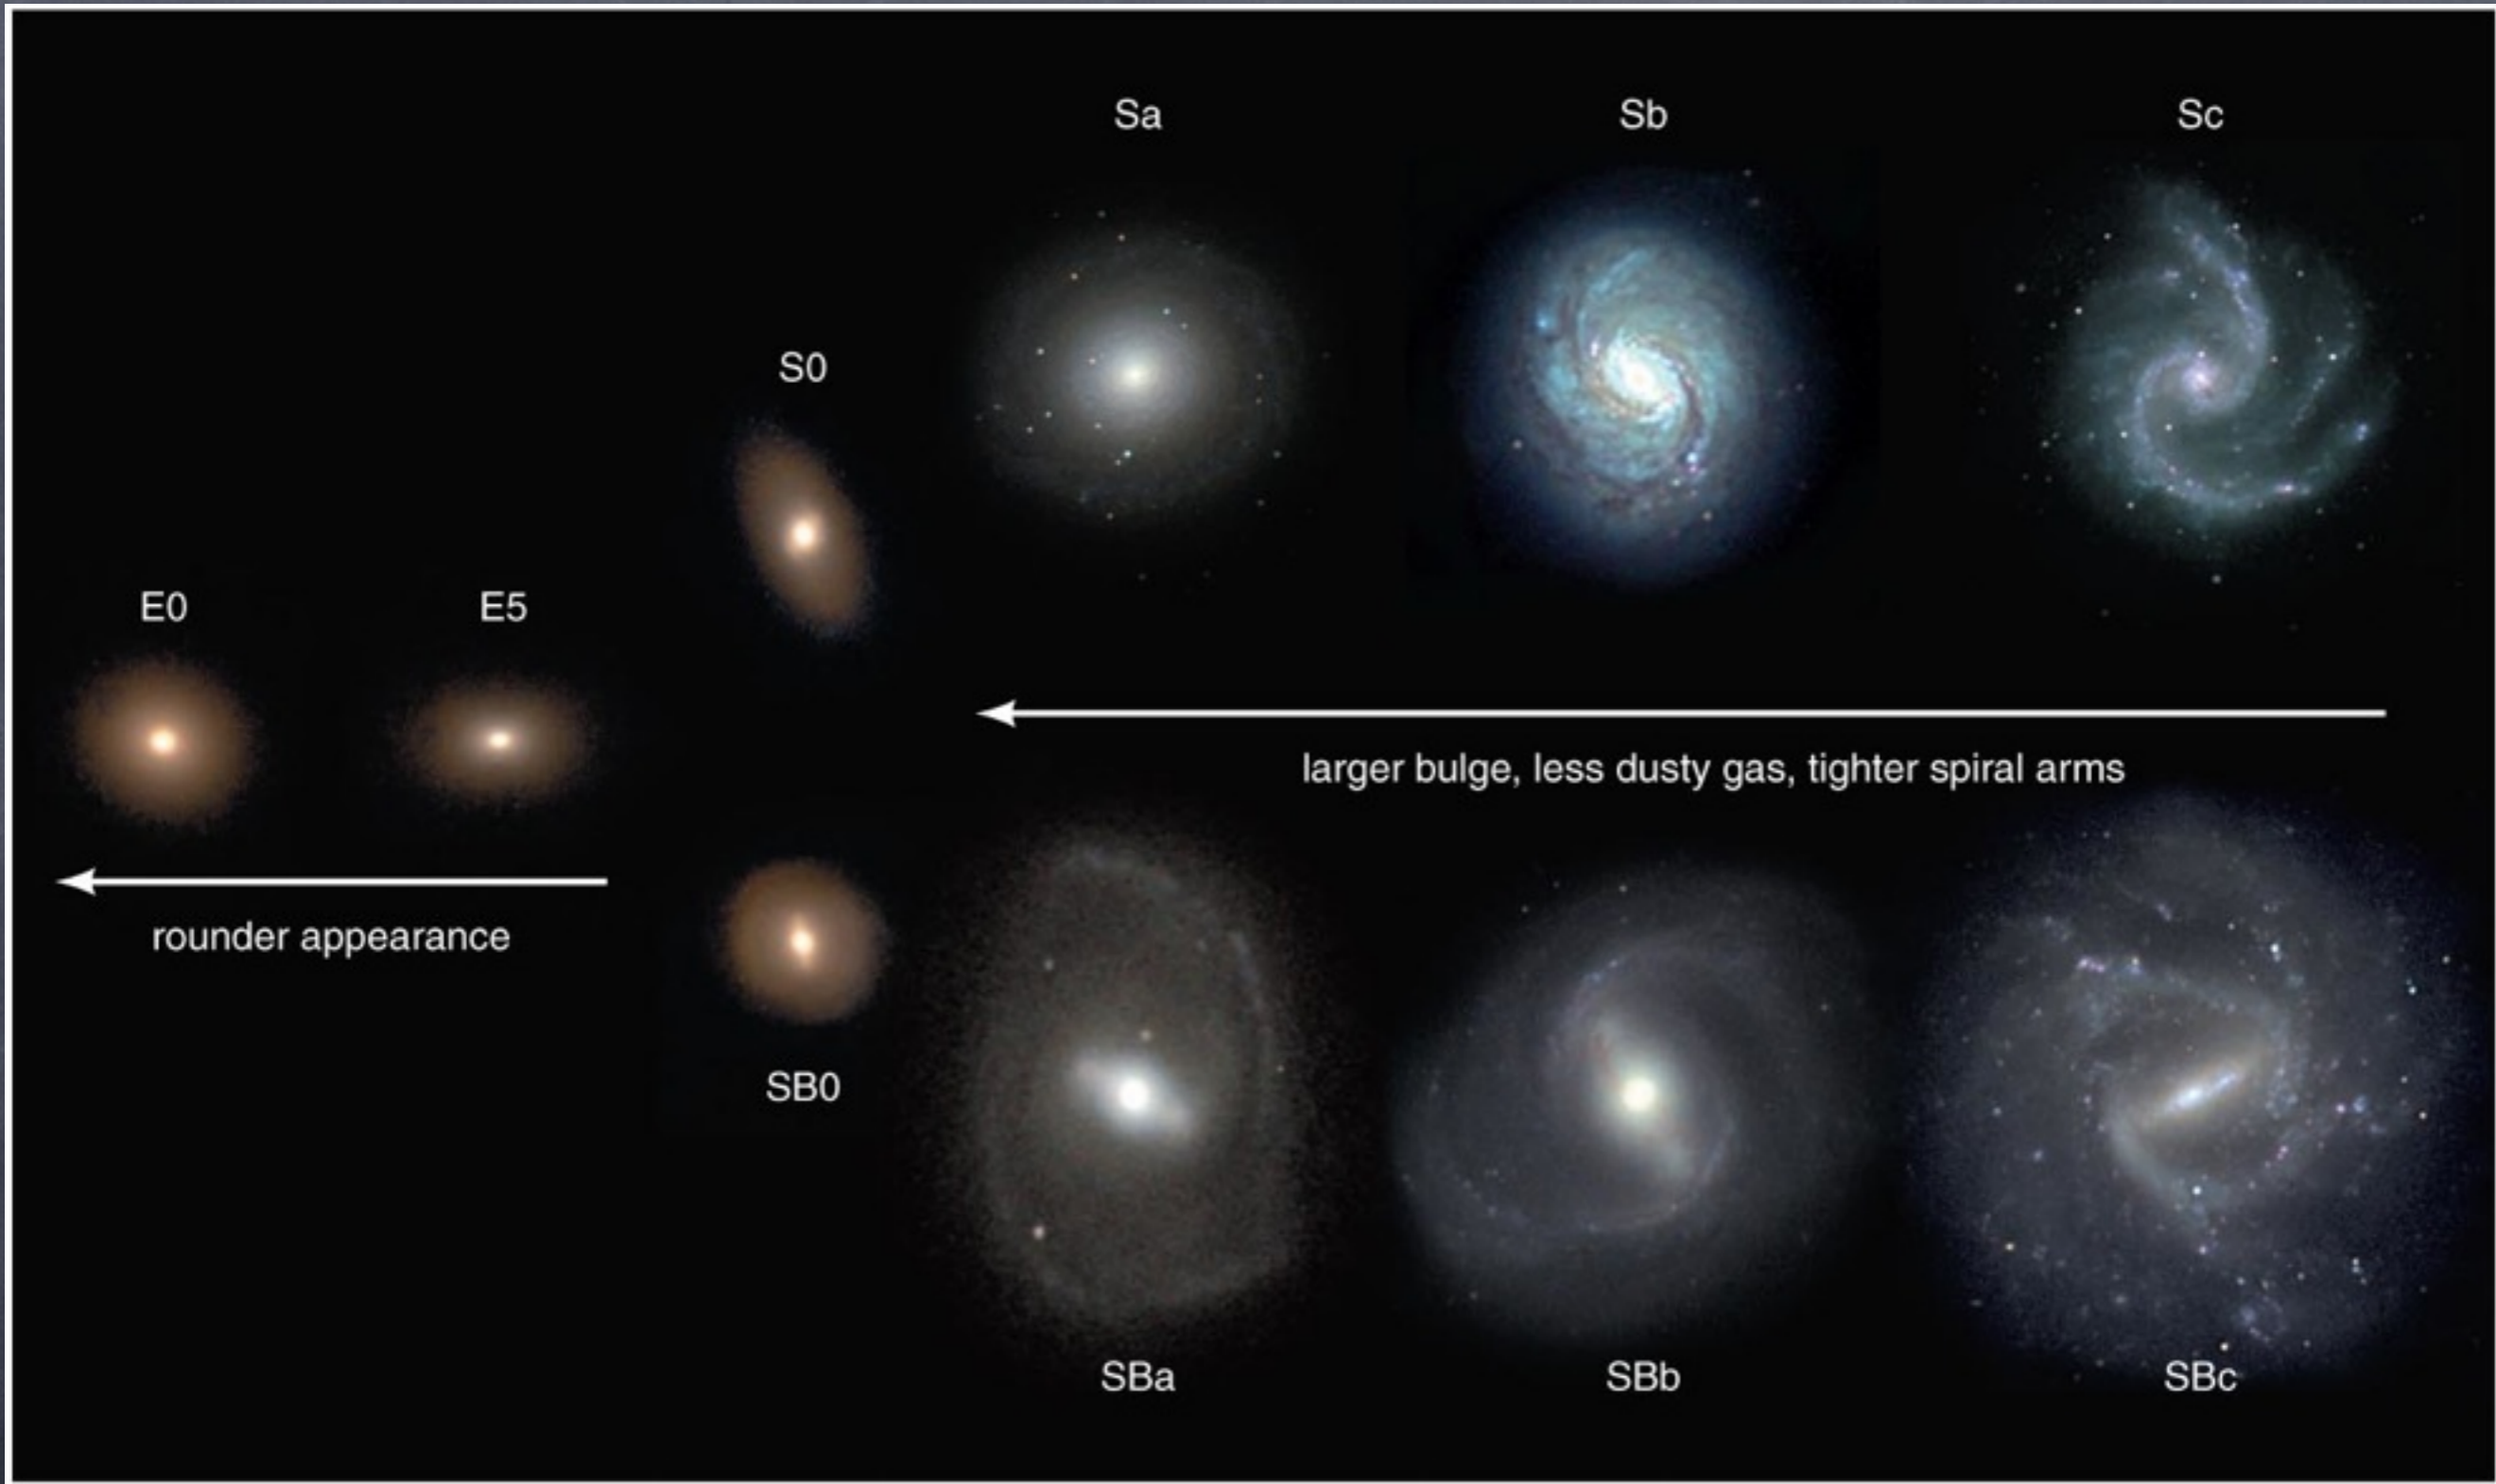 Sa
Sb
Sc
S0
E0
E5
larger bulge, less dusty gas, tighter spiral arms
rounder appearance
SB0
SBa
SBb
SBc